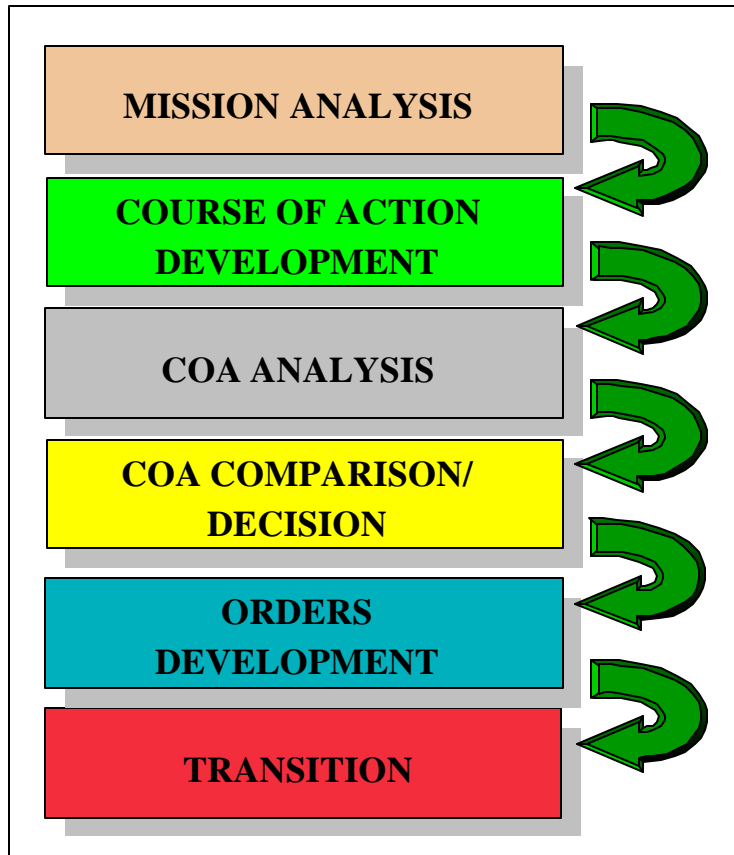 MISSION ANALYSIS
COURSE OF ACTION
DEVELOPMENT
COA ANALYSIS
COA COMPARISON/
DECISION
ORDERS
DEVELOPMENT
TRANSITION